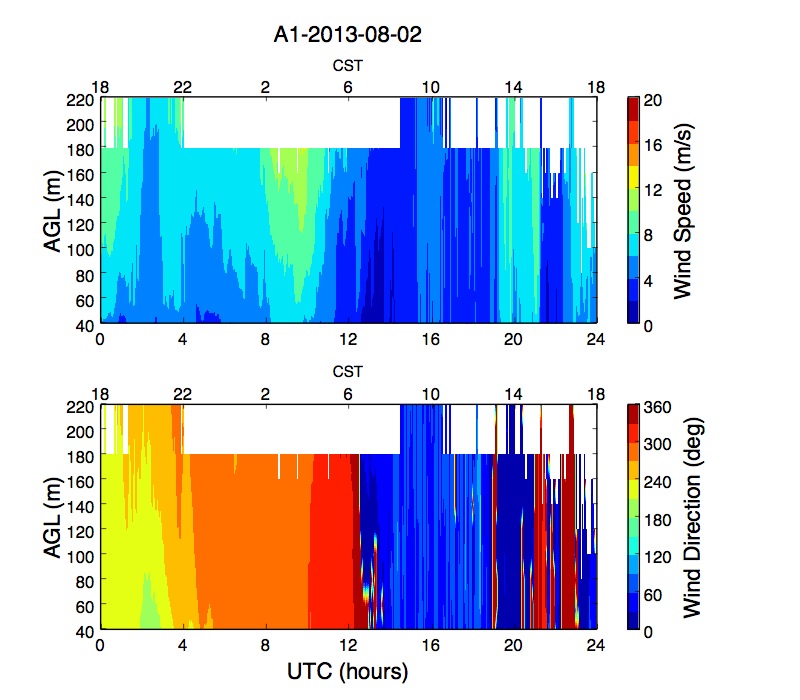 A1-2013-08-02
CST
18 22 2 6 10 14 18
220
200
180
160
140
120
100
80
60
40
AGL (m)
0 4 8 12 16 20 24
20
16
12
8
4
0
Wind Speed (m/s)
CST
18 22 2 6 10 14 18
220
200
180
160
140
120
100
80
60
40
AGL (m)
0 4 8 12 16 20 24
UTC (hours)
360
300
240
180
120
60
0
Wind Direction (deg)